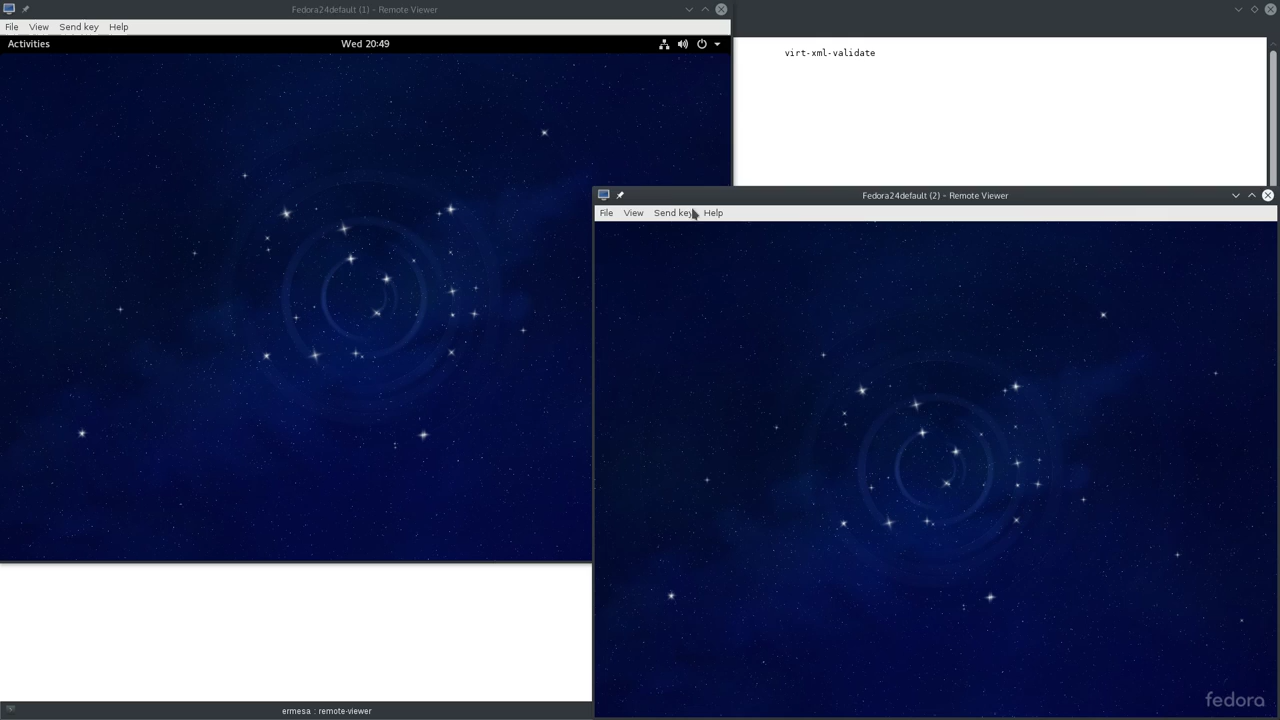 Fedora24default (1) – Remote Viewer
File View Send key Help
Activities Wed 20:49
virt-xml-validate
Fedora24default (2) – Remote Viewer
File View Send key Help
fedora
ermesa : remote-viewer